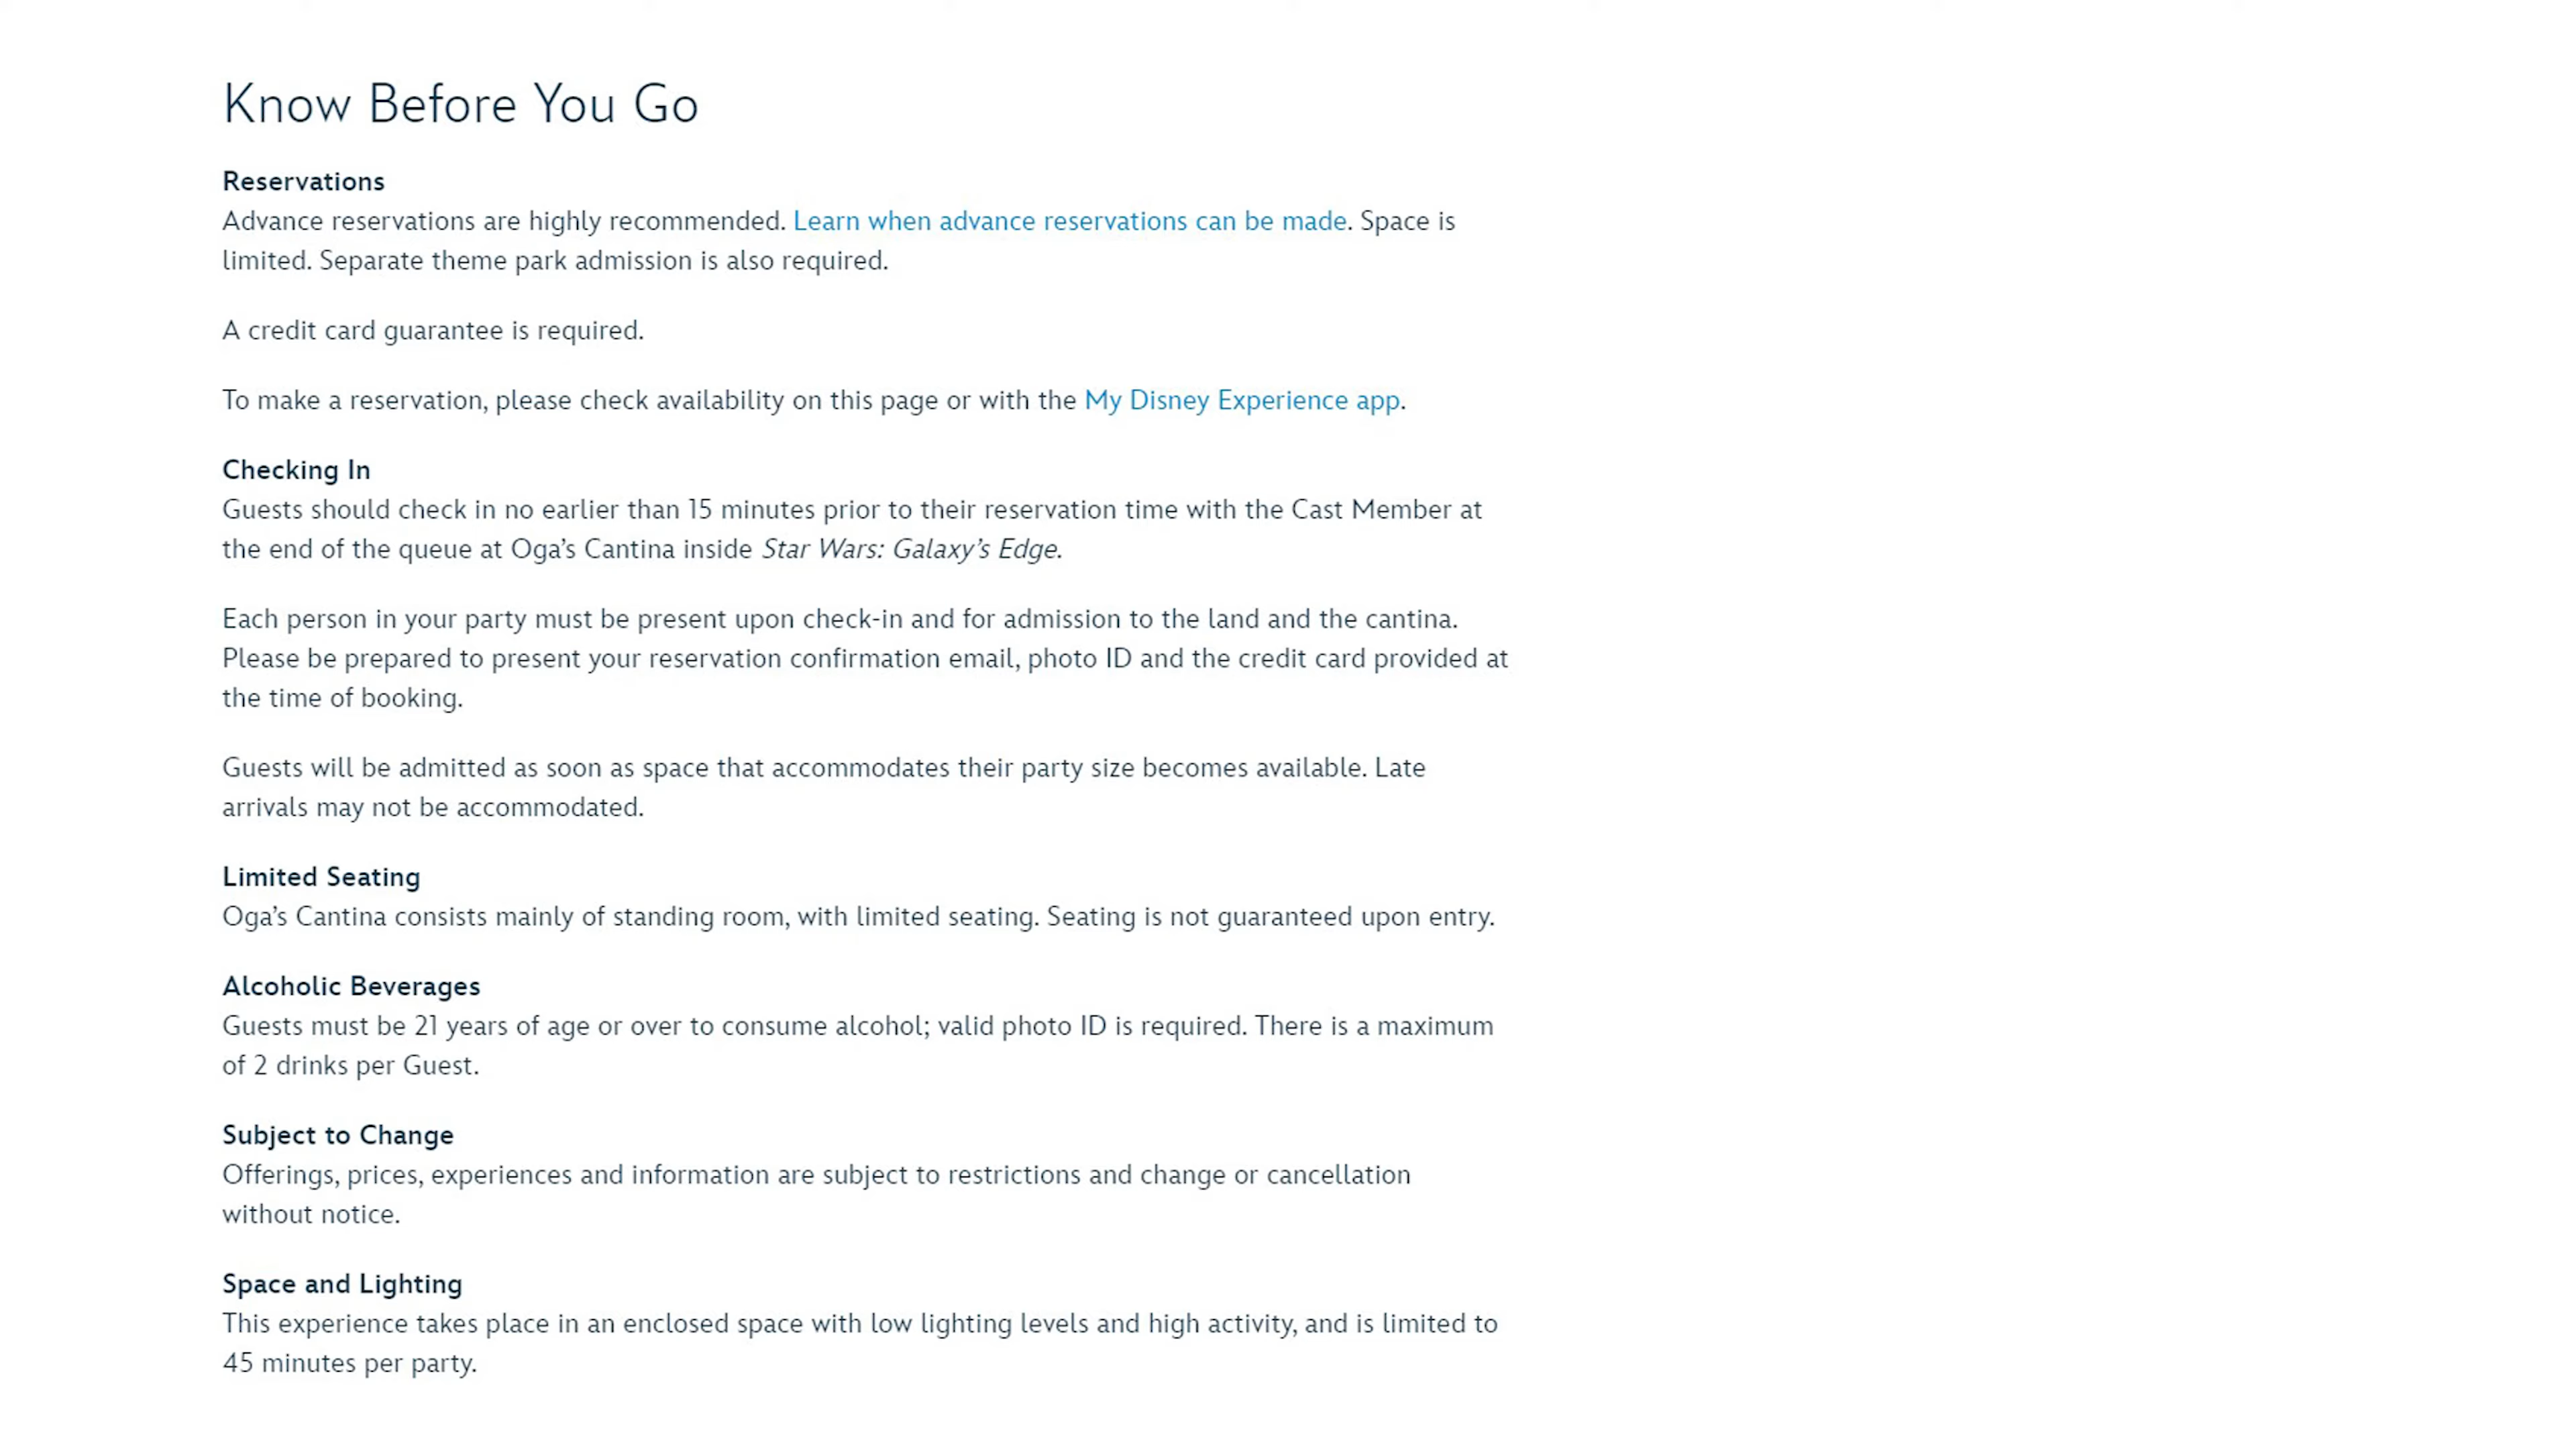 Know Before You Go
Reservations
Advance reservations are highly recommended. Learn when advance reservations can be made. Space is
limited. Separate theme park admission is also required.
A credit card guarantee is required.
To make a reservation, please check availability on this page or with the My Disney Experience app.
Checking In
Guests should check in no earlier than 15 minutes prior to their reservation time with the Cast Member at
the end of the queue at Oga’s Cantina inside Star Wars: Galaxy’s Edge.
Each person in your party must be present upon check-in and for admission to the land and the cantina.
Please be prepared to present your reservation confirmation email, photo ID and the credit card provided at
the time of booking.
Guests will be admitted as soon as space that accommodates their party size becomes available. Late
arrivals may not be accommodated.
Limited Seating
Oga’s Cantina consists mainly of standing room, with limited seating. Seating is not guaranteed upon entry.
Alcoholic Beverages
Guests must be 21 years of age or over to consume alcohol; valid photo ID is required. There is a maximum
of 2 drinks per Guest.
Subject to Change
Offerings, prices, experiences and information are subject to restrictions and change or cancellation
without notice.
Space and Lighting
This experience takes place in an enclosed space with low lighting levels and high activity, and is limited to
45 minutes per party.